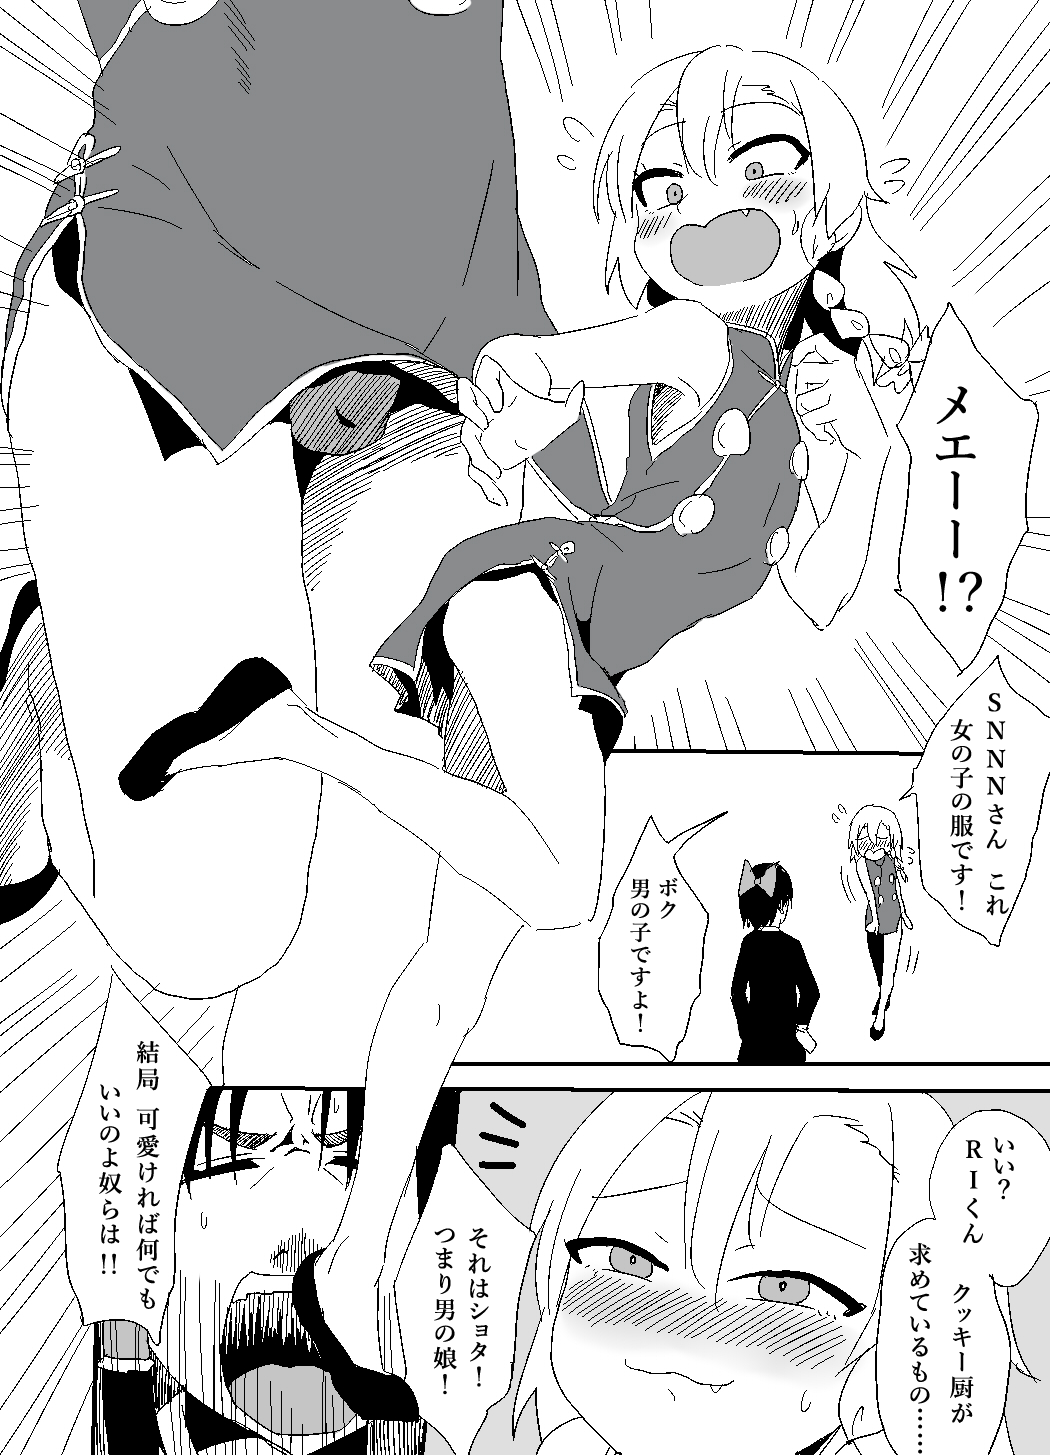 メエーー!?
SNNNさん これ
女の子の服です!
ボク
男の子ですよ!
いい?
RIくん
クッキー厨が
求めているもの……
それはショタ!
つまり男の娘!
結局 可愛ければ何でも
いいのよ奴らは!!